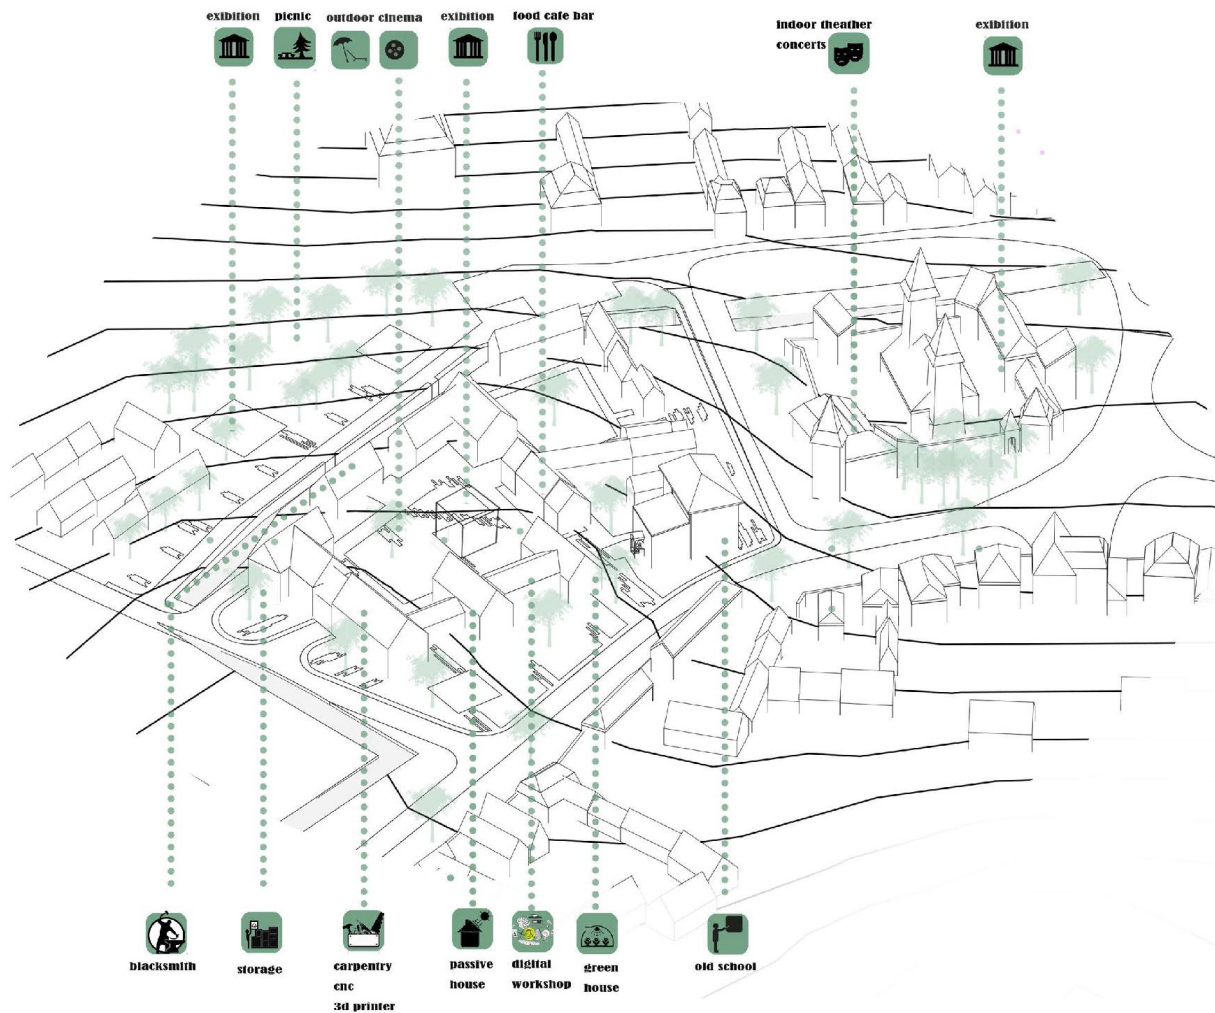 exibition
picnic
outdoor cinema
exibition
food cafe bar
indoor theather
concerts
exibition
blacksmith
storage
carpentry
cnc
3d printer
passive
house
digital
workshop
green
house
old school